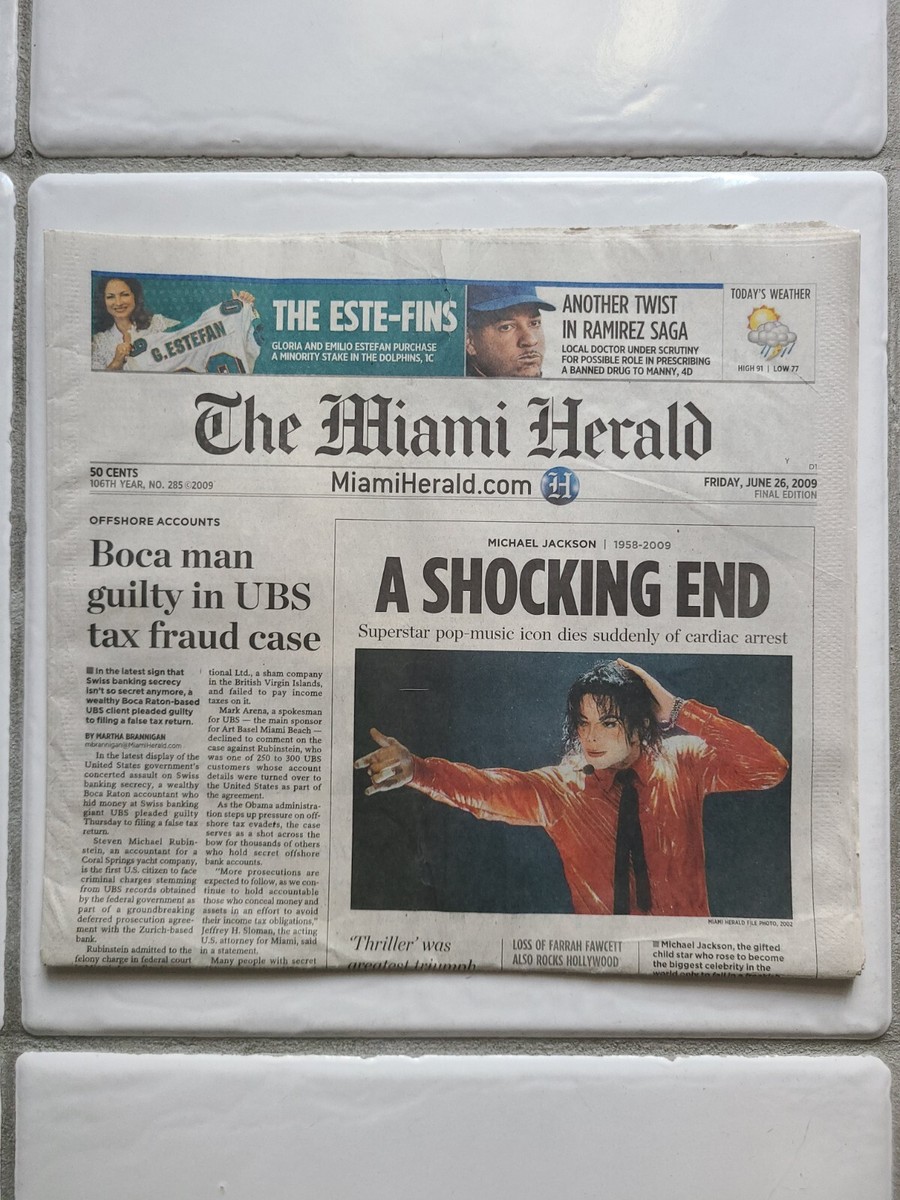 G.ESTEFAN
THE ESTE-FINS
GLORIA AND EMILIO ESTEFAN PURCHASE
A MINORITY STAKE IN THE DOLPHINS, 1C
ANOTHER TWIST
IN RAMIREZ SAGA
LOCAL DOCTOR UNDER SCRUTINY
FOR POSSIBLE ROLE IN PRESCRIBING
A BANNED DRUG TO MANNY, 4D
TODAY'S WEATHER
HIGH 91 | LOW 77
The Miami Herald
Y D1
50 CENTS
106TH YEAR, NO. 285 ©2009
MiamiHerald.com H
FRIDAY, JUNE 26, 2009
FINAL EDITION
OFFSHORE ACCOUNTS
Boca man
guilty in UBS
tax fraud case
■ In the latest sign that
Swiss banking secrecy
isn't so secret anymore, a
wealthy Boca Raton-based
UBS client pleaded guilty
to filing a false tax return.
BY MARTHA BRANNIGAN
mbrannigan@MiamiHerald.com
In the latest display of the
United States government's
concerted assault on Swiss
banking secrecy, a wealthy
Boca Raton accountant who
hid money at Swiss banking
giant UBS pleaded guilty
Thursday to filing a false tax
return.
Steven Michael Rubin-
stein, an accountant for a
Coral Springs yacht company,
is the first U.S. citizen to face
criminal charges stemming
from UBS records obtained
by the federal government as
part of a groundbreaking
deferred prosecution agree-
ment with the Zurich-based
bank.
Rubinstein admitted to the
felony charge in federal court
tional Ltd., a sham company
in the British Virgin Islands,
and failed to pay income
taxes on it.
Mark Arena, a spokesman
for UBS — the main sponsor
for Art Basel Miami Beach —
declined to comment on the
case against Rubinstein, who
was one of 250 to 300 UBS
customers whose account
details were turned over to
the United States as part of
the agreement.
As the Obama administra-
tion steps up pressure on off-
shore tax evaders, the case
serves as a shot across the
bow for thousands of others
who hold secret offshore
bank accounts.
"More prosecutions are
expected to follow, as we con-
tinue to hold accountable
those who conceal money and
assets in an effort to avoid
their income tax obligations,"
Jeffrey H. Sloman, the acting
U.S. attorney for Miami, said
in a statement.
Many people with secret
MICHAEL JACKSON | 1958-2009
A SHOCKING END
Superstar pop-music icon dies suddenly of cardiac arrest
MIAMI HERALD FILE PHOTO, 2002
'Thriller' was
greatest triumph
LOSS OF FARRAH FAWCETT
ALSO ROCKS HOLLYWOOD
■ Michael Jackson, the gifted
child star who rose to become
the biggest celebrity in the
world only to fall in a